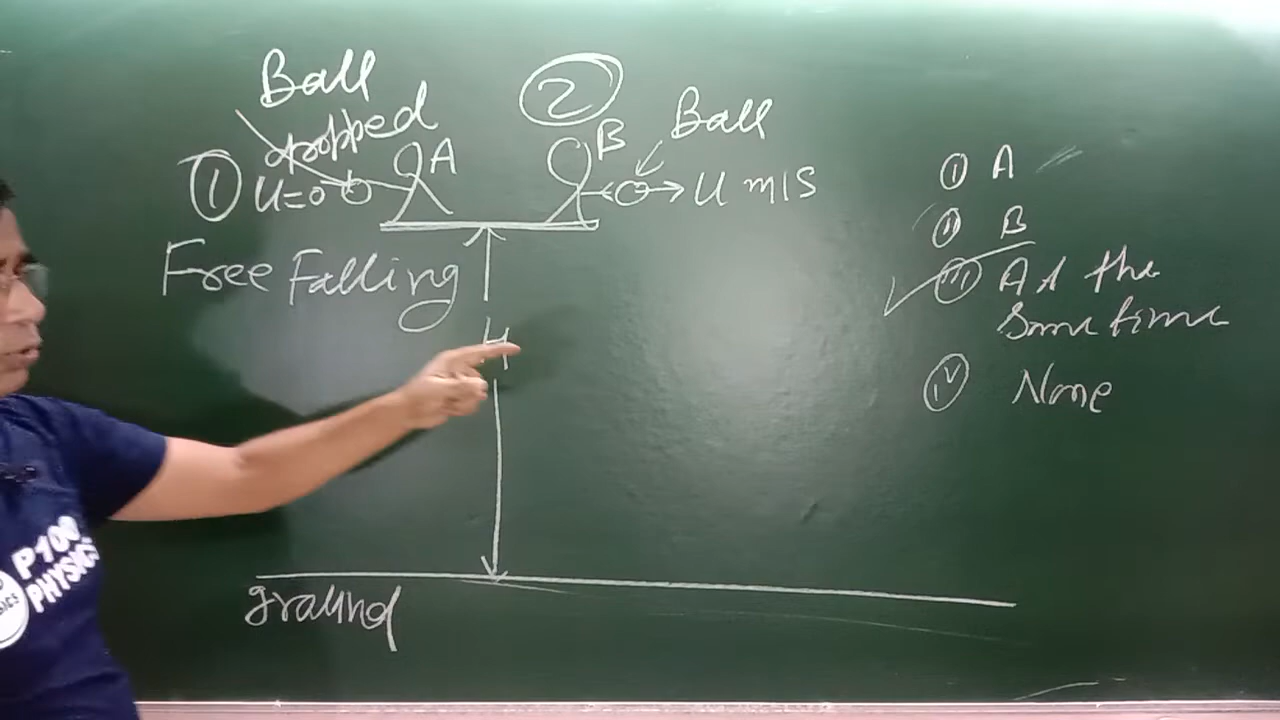 Ball
dropped
① U=0
A
Free Falling
②
B
Ball
U m/s
H
ground
① A
② B
③ At the
Same time
④ None
P100
PHYSICS